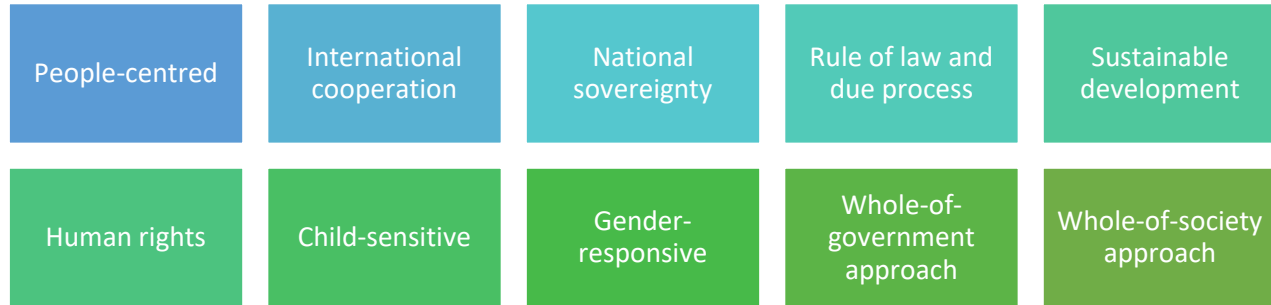 People-centred
International
cooperation
National
sovereignty
Rule of law and
due process
Sustainable
development
Human rights
Child-sensitive
Gender-
responsive
Whole-of-
government
approach
Whole-of-society
approach